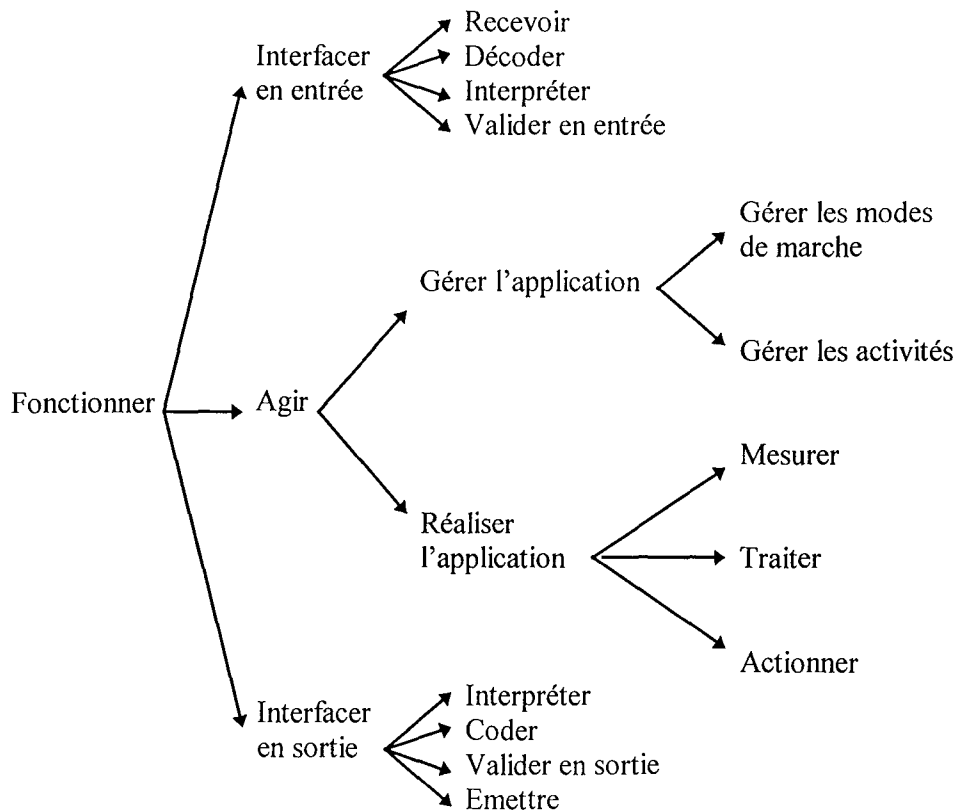 Recevoir
Interfacer
en entrée
Décoder
Interpréter
Valider en entrée
Gérer les modes
de marche
Gérer l’application
Gérer les activités
Fonctionner
Agir
Mesurer
Réaliser
l’application
Traiter
Actionner
Interfacer
en sortie
Interpréter
Coder
Valider en sortie
Emettre